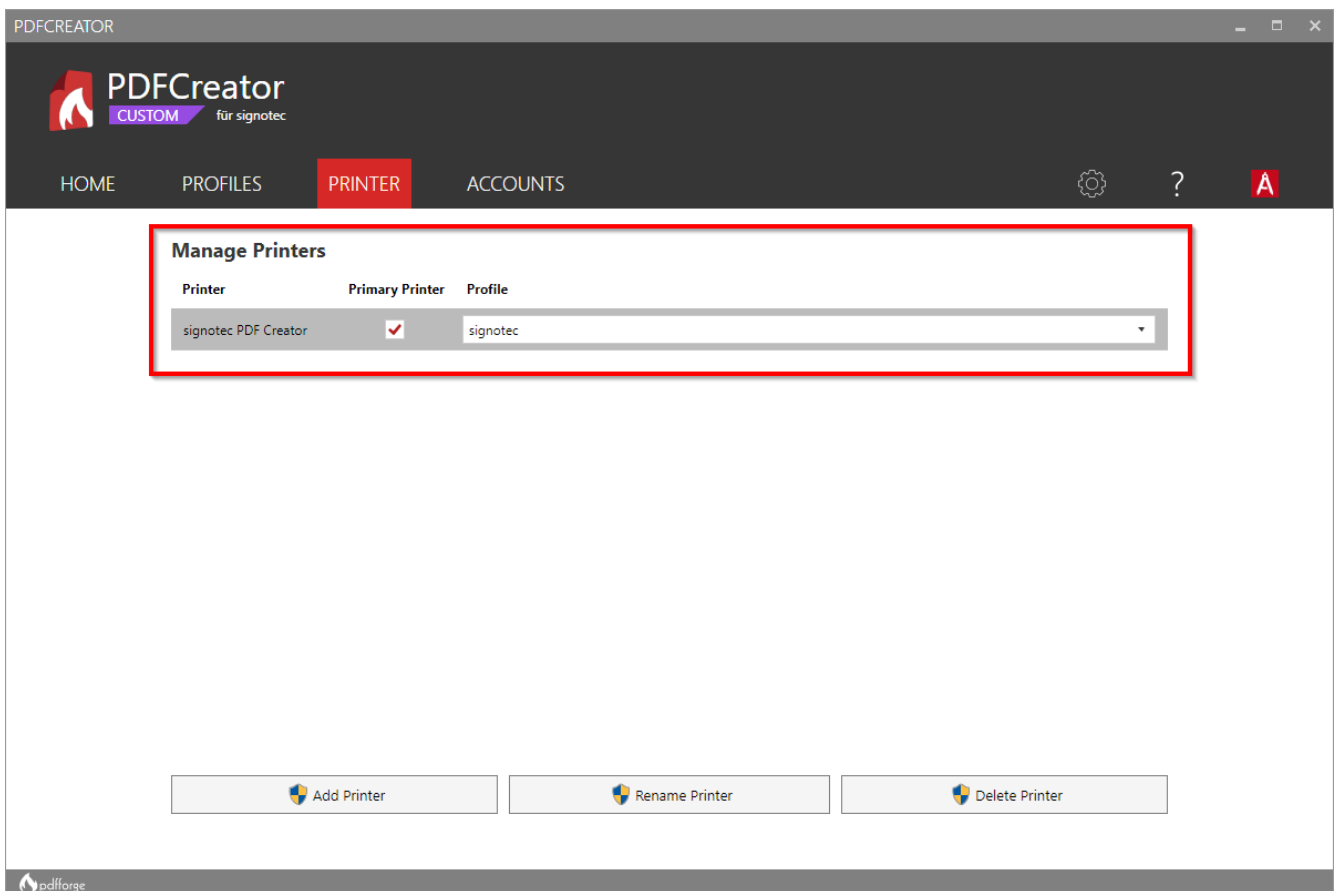 PDFCREATOR
PDFCreator
CUSTOM für signotec
HOME PROFILES PRINTER ACCOUNTS ?
Manage Printers
Printer Primary Printer Profile
signotec PDF Creator signotec
Add Printer Rename Printer Delete Printer
pdfforge